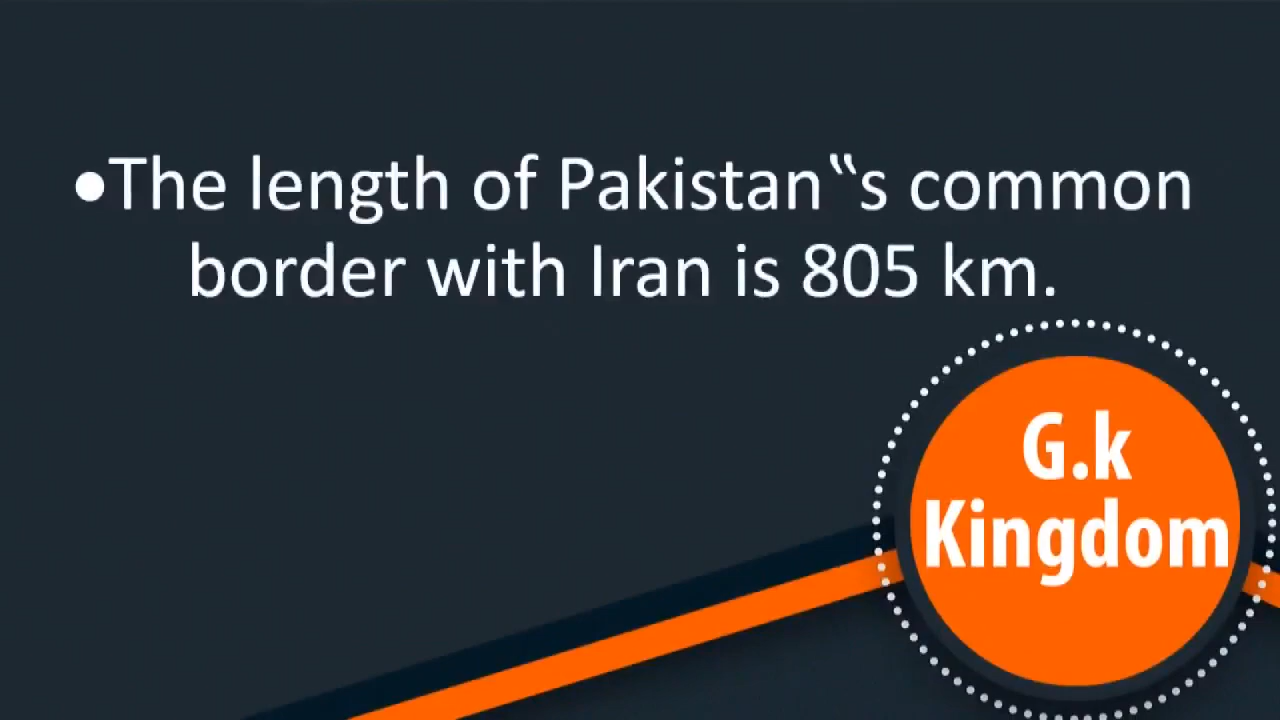 •The length of Pakistan‟s common
border with Iran is 805 km.
G.k
Kingdom